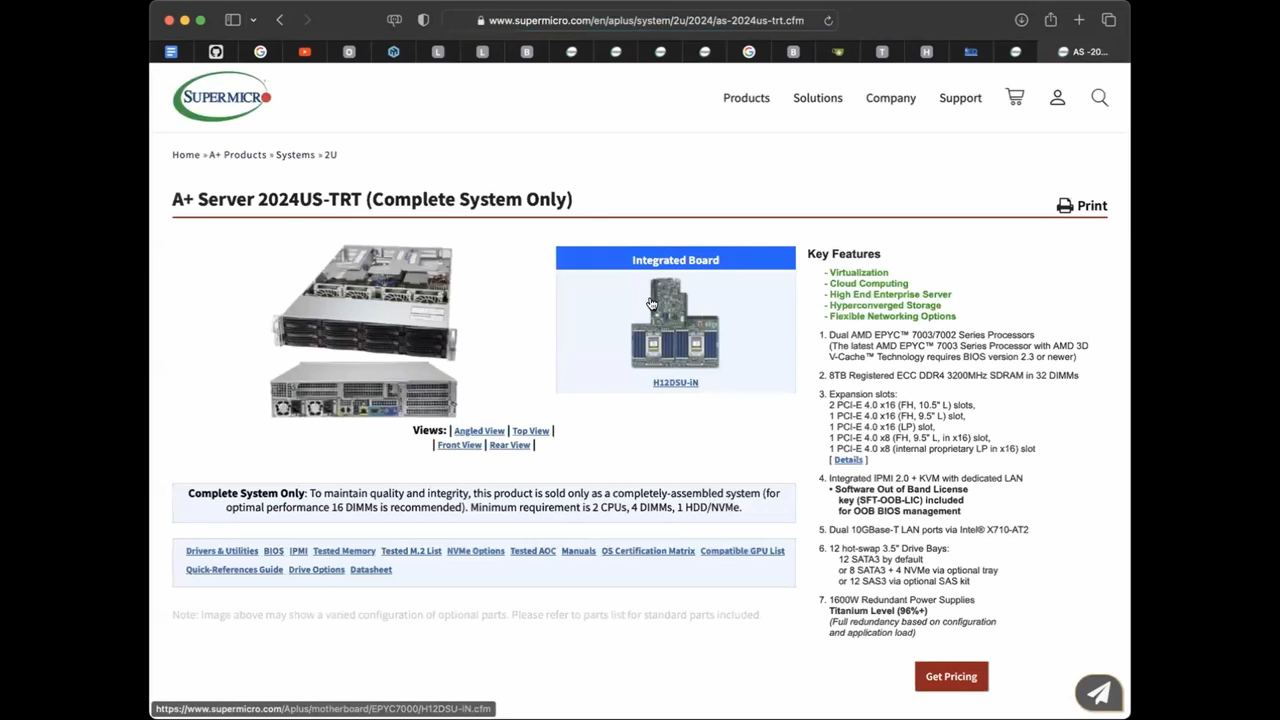 www.supermicro.com/en/aplus/system/2u/2024/as-2024us-trt.cfm
O
L
L
B
B
T
H
AS -20...
SUPERMICRO
Products
Solutions
Company
Support
Home » A+ Products » Systems » 2U
A+ Server 2024US-TRT (Complete System Only)
Print
Integrated Board
H12DSU-iN
Views: | Angled View | Top View |
| Front View | Rear View |
Complete System Only: To maintain quality and integrity, this product is sold only as a completely-assembled system (for
optimal performance 16 DIMMs is recommended). Minimum requirement is 2 CPUs, 4 DIMMs, 1 HDD/NVMe.
Drivers & Utilities BIOS IPMI Tested Memory Tested M.2 List NVMe Options Tested AOC Manuals OS Certification Matrix Compatible GPU List
Quick-References Guide Drive Options Datasheet
Note: Image above may show a varied configuration of optional parts. Please refer to parts list for standard parts included.
Key Features
- Virtualization
- Cloud Computing
- High End Enterprise Server
- Hyperconverged Storage
- Flexible Networking Options
1. Dual AMD EPYC™ 7003/7002 Series Processors
(The latest AMD EPYC™ 7003 Series Processor with AMD 3D
V-Cache™ Technology requires BIOS version 2.3 or newer)
2. 8TB Registered ECC DDR4 3200MHz SDRAM in 32 DIMMs
3. Expansion slots:
2 PCI-E 4.0 x16 (FH, 10.5" L) slots,
1 PCI-E 4.0 x16 (FH, 9.5" L) slot,
1 PCI-E 4.0 x16 (LP) slot,
1 PCI-E 4.0 x8 (FH, 9.5" L, in x16) slot,
1 PCI-E 4.0 x8 (internal proprietary LP in x16) slot
[ Details ]
4. Integrated IPMI 2.0 + KVM with dedicated LAN
• Software Out of Band License
key (SFT-OOB-LIC) included
for OOB BIOS management
5. Dual 10GBase-T LAN ports via Intel® X710-AT2
6. 12 hot-swap 3.5" Drive Bays:
12 SATA3 by default
or 8 SATA3 + 4 NVMe via optional tray
or 12 SAS3 via optional SAS kit
7. 1600W Redundant Power Supplies
Titanium Level (96%+)
(Full redundancy based on configuration
and application load)
Get Pricing
https://www.supermicro.com/Aplus/motherboard/EPYC7000/H12DSU-iN.cfm